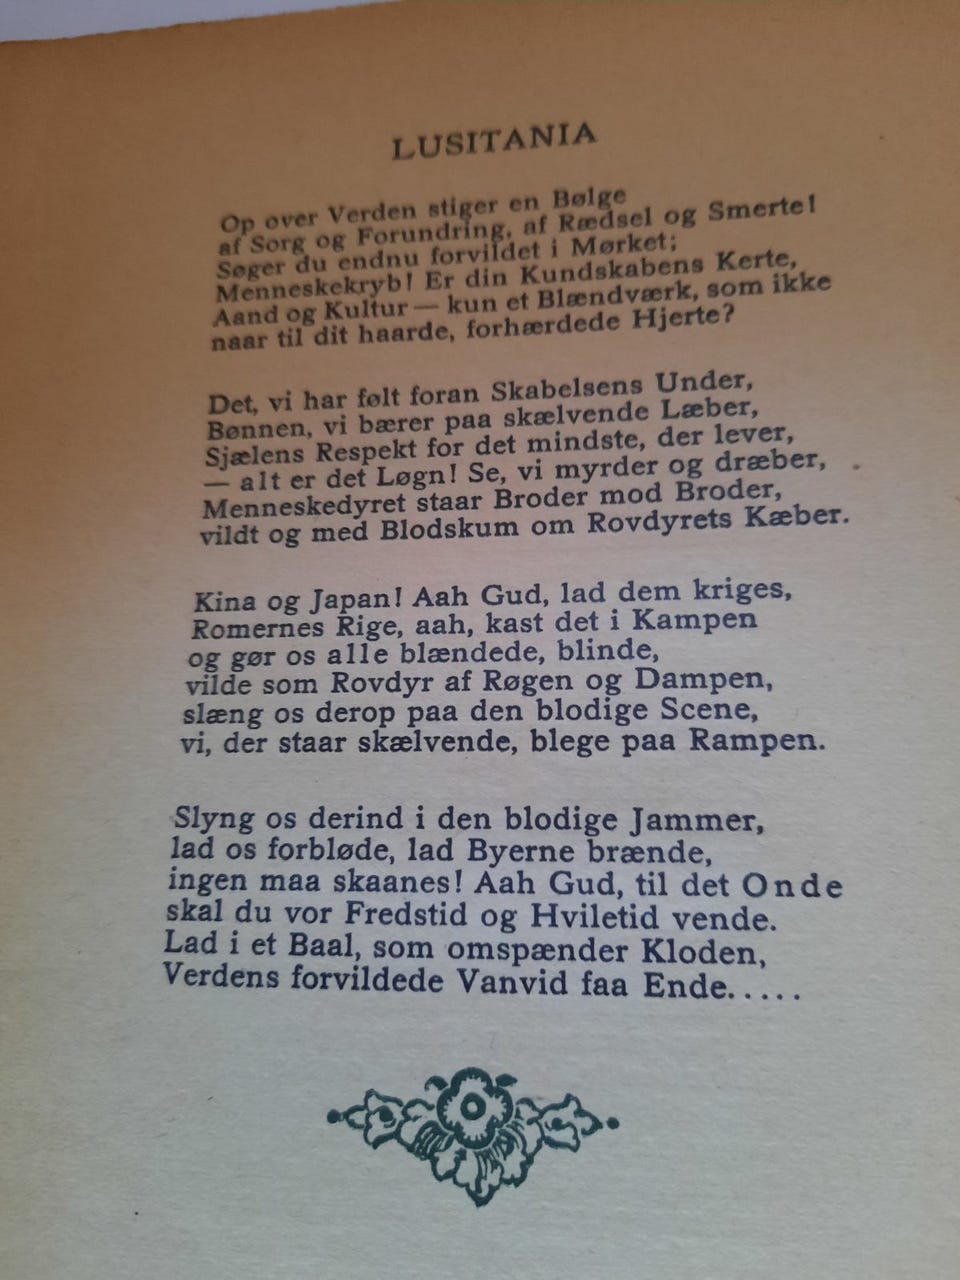 LUSITANIA
Op over Verden stiger en Bølge
af Sorg og Forundring, af Rædsel og Smerte!
Søger du endnu forvildet i Mørket;
Menneskekryb! Er din Kundskabens Kerte,
Aand og Kultur — kun et Blændværk, som ikke
naar til dit haarde, forhærdede Hjerte?
Det, vi har følt foran Skabelsens Under,
Bønnen, vi bærer paa skælvende Læber,
Sjælens Respekt for det mindste, der lever,
— alt er det Løgn! Se, vi myrder og dræber,
Menneskedyret staar Broder mod Broder,
vildt og med Blodskum om Rovdyrets Kæber.
Kina og Japan! Aah Gud, lad dem kriges,
Romernes Rige, aah, kast det i Kampen
og gør os alle blændede, blinde,
vilde som Rovdyr af Røgen og Dampen,
slæng os derop paa den blodige Scene,
vi, der staar skælvende, blege paa Rampen.
Slyng os derind i den blodige Jammer,
lad os forbløde, lad Byerne brænde,
ingen maa skaanes! Aah Gud, til det Onde
skal du vor Fredstid og Hviletid vende.
Lad i et Baal, som omspænder Kloden,
Verdens forvildede Vanvid faa Ende.....